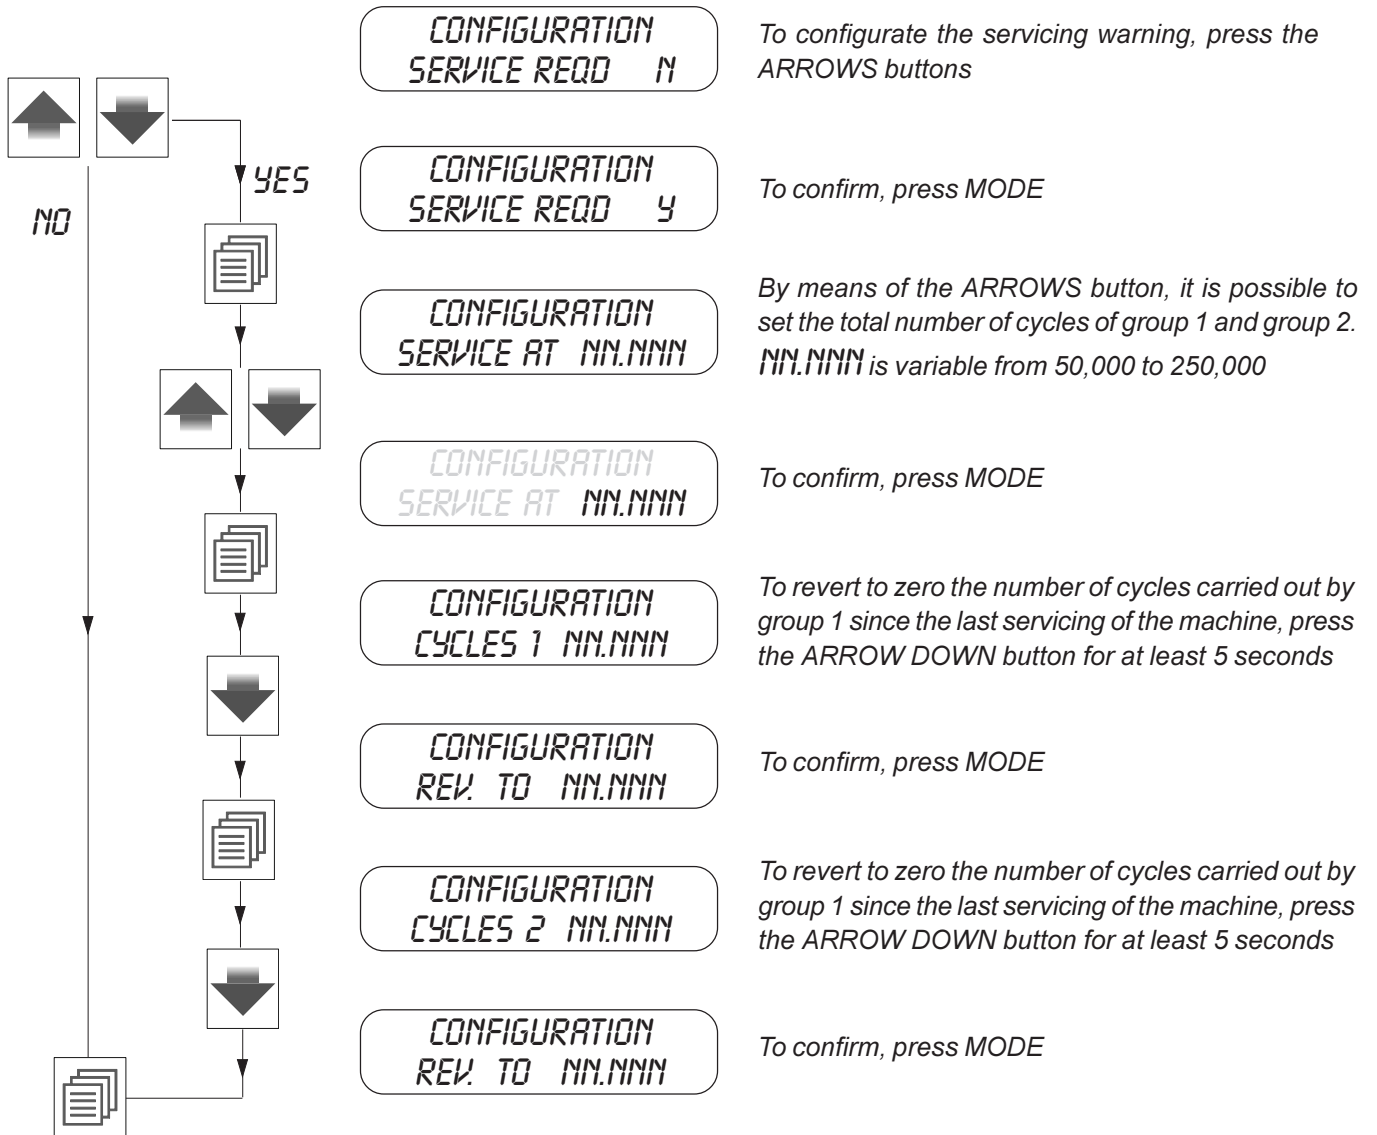 CONFIGURATION
SERVICE REQD N
To configurate the servicing warning, press the
ARROWS buttons
YES
NO
CONFIGURATION
SERVICE REQD Y
To confirm, press MODE
CONFIGURATION
SERVICE AT NN.NNN
By means of the ARROWS button, it is possible to
set the total number of cycles of group 1 and group 2.
NN.NNN is variable from 50,000 to 250,000
CONFIGURATION
SERVICE AT NN.NNN
To confirm, press MODE
CONFIGURATION
CYCLES 1 NN.NNN
To revert to zero the number of cycles carried out by
group 1 since the last servicing of the machine, press
the ARROW DOWN button for at least 5 seconds
CONFIGURATION
REV. TO NN.NNN
To confirm, press MODE
CONFIGURATION
CYCLES 2 NN.NNN
To revert to zero the number of cycles carried out by
group 1 since the last servicing of the machine, press
the ARROW DOWN button for at least 5 seconds
CONFIGURATION
REV. TO NN.NNN
To confirm, press MODE